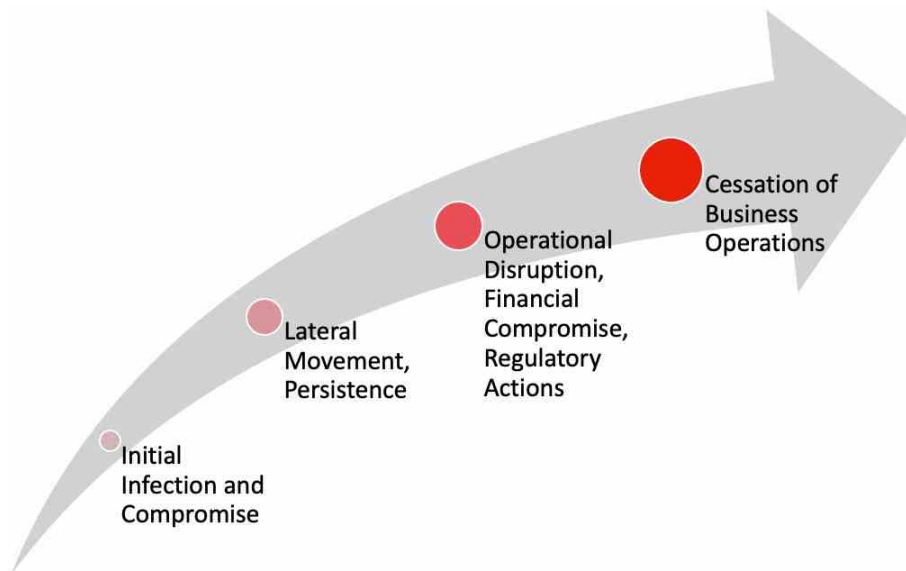 Initial
Infection and
Compromise
Lateral
Movement,
Persistence
Operational
Disruption,
Financial
Compromise,
Regulatory
Actions
Cessation of
Business
Operations